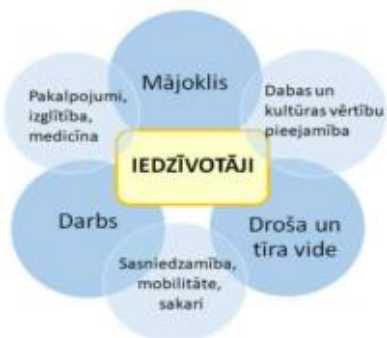 Mājoklis
Pakalpojumi,
izglītība,
medicīna
Dabas un
kultūras vērtību
pieejamība
IEDZĪVOTĀJI
Darbs
Droša un
tīra vide
Sasniedzamība,
mobilitāte,
sakari